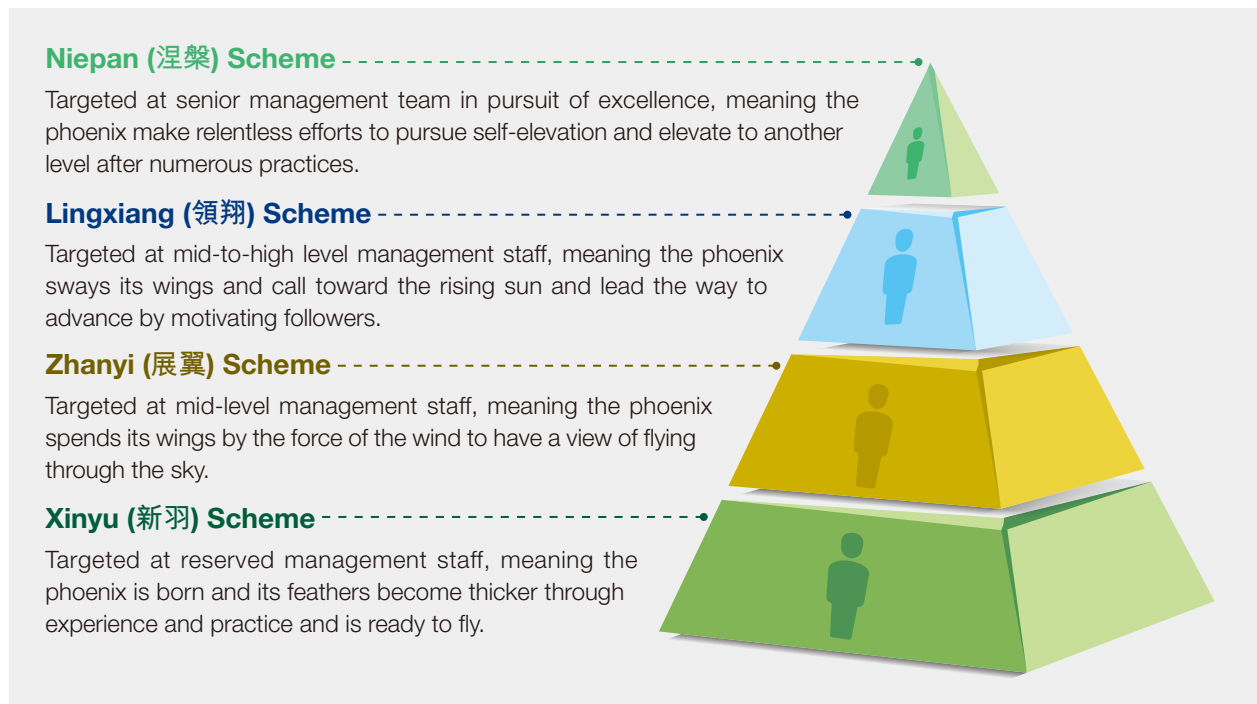 Niepan (涅槃) Scheme
Targeted at senior management team in pursuit of excellence, meaning the
phoenix make relentless efforts to pursue self-elevation and elevate to another
level after numerous practices.
Lingxiang (領翔) Scheme
Targeted at mid-to-high level management staff, meaning the phoenix
sways its wings and call toward the rising sun and lead the way to
advance by motivating followers.
Zhanyi (展翼) Scheme
Targeted at mid-level management staff, meaning the phoenix
spends its wings by the force of the wind to have a view of flying
through the sky.
Xinyu (新羽) Scheme
Targeted at reserved management staff, meaning the
phoenix is born and its feathers become thicker through
experience and practice and is ready to fly.